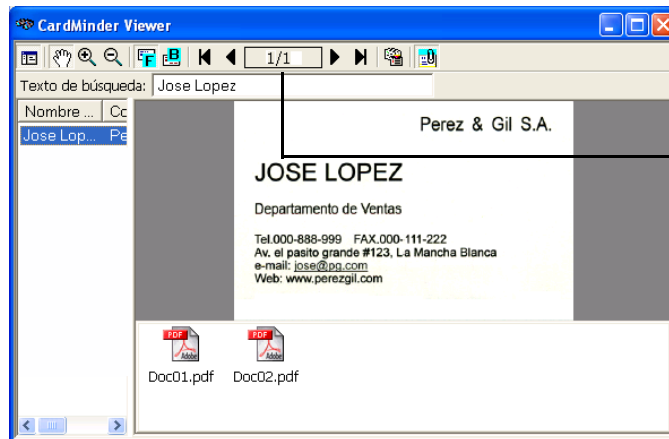 CardMinder Viewer
F B 1/1
Texto de búsqueda: Jose Lopez
Nombre ... Cc
Jose Lop... Pe
Perez & Gil S.A.
JOSE LOPEZ
Departamento de Ventas
Tel.000-888-999 FAX.000-111-222
Av. el pasito grande #123, La Mancha Blanca
e-mail: jose@pg.com
Web: www.perezgil.com
PDF PDF
Adobe Adobe
Doc01.pdf Doc02.pdf